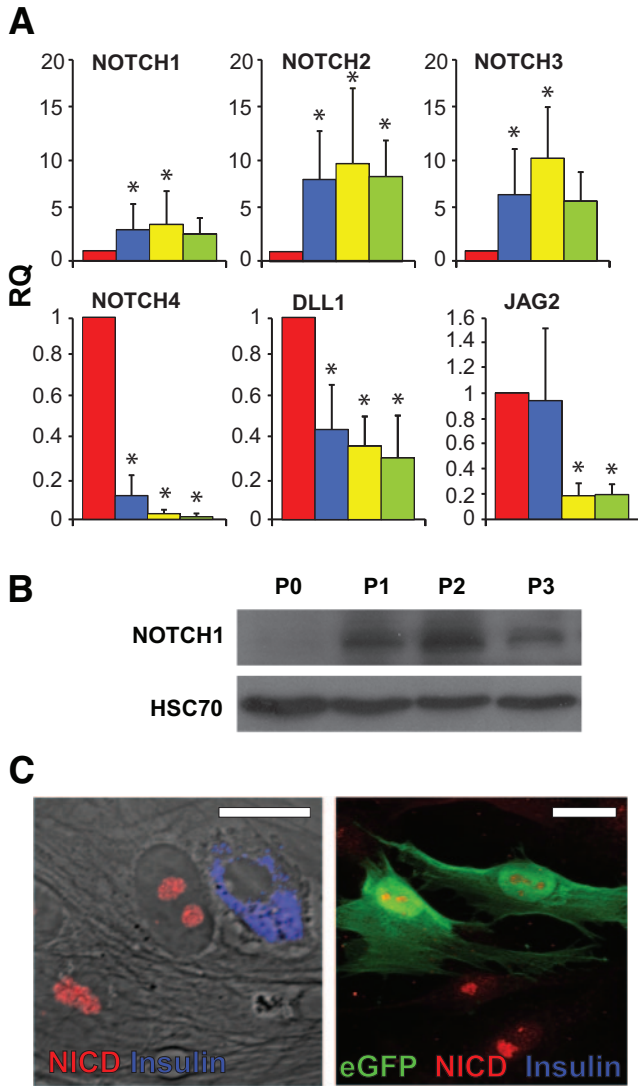 A
NOTCH1 NOTCH2 NOTCH3
20 20 20
* *
15 15 15
* * * * *
10 10 10
5 5 5
0 0 0
RQ
NOTCH4 DLL1 JAG2
1 1 1.6
0.8 0.8 1.4
1.2
0.6 0.6 1
0.4 0.4 0.8
0.6
0.2 0.2 0.4
0.2
0 0 0
* * * * * * * *
B
P0 P1 P2 P3
NOTCH1
HSC70
C
NICD Insulin
eGFP NICD Insulin